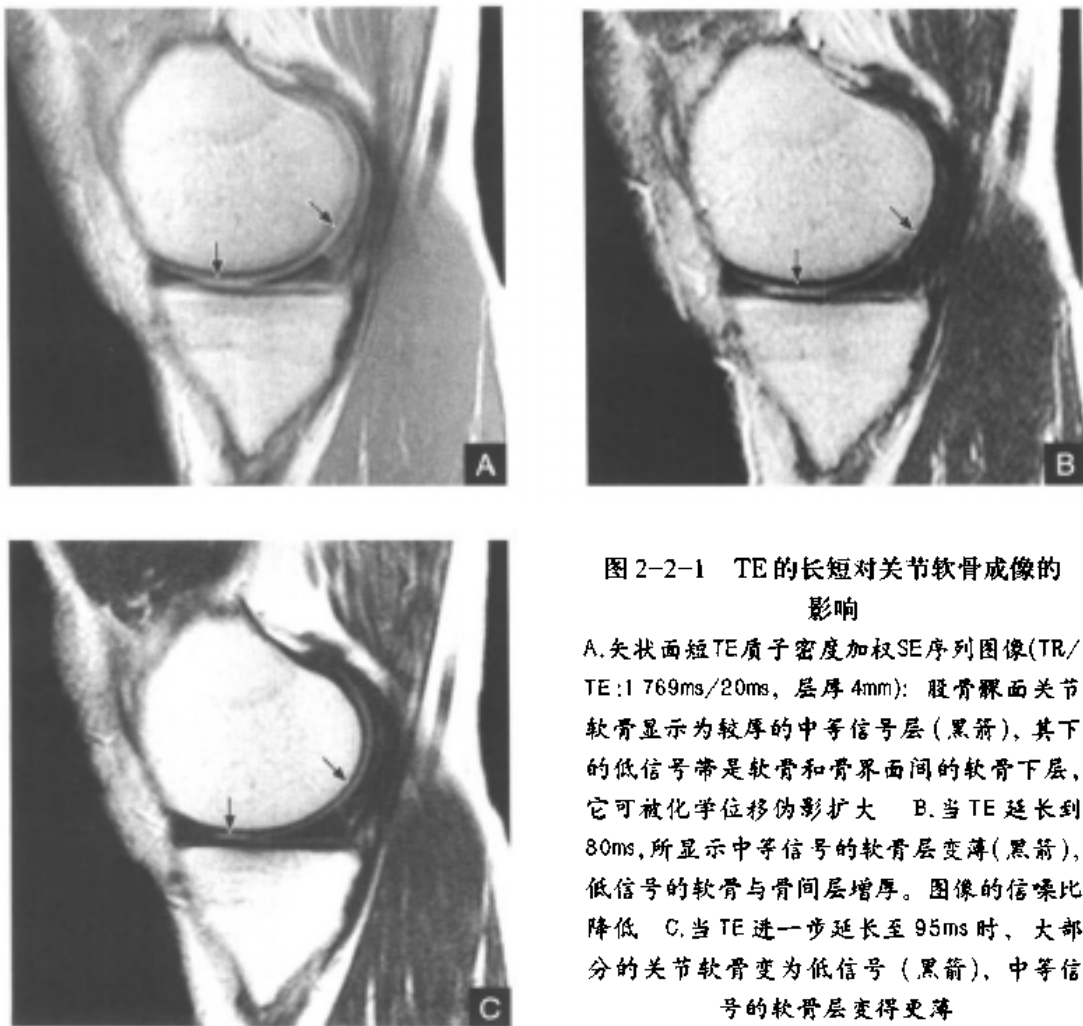 A
B
C
图 2-2-1 TE 的长短对关节软骨成像的
影响
A.矢状面短TE质子密度加权SE序列图像(TR/
TE:1 769ms/20ms, 层厚 4mm): 股骨髁面关节
软骨显示为较厚的中等信号层 (黑箭), 其下
的低信号带是软骨和骨界面间的软骨下层,
它可被化学位移伪影扩大 B.当 TE 延长到
80ms,所显示中等信号的软骨层变薄(黑箭),
低信号的软骨与骨间层增厚。图像的信噪比
降低 C.当 TE 进一步延长至 95ms 时、大部
分的关节软骨变为低信号 (黑箭), 中等信
号的软骨层变得更薄